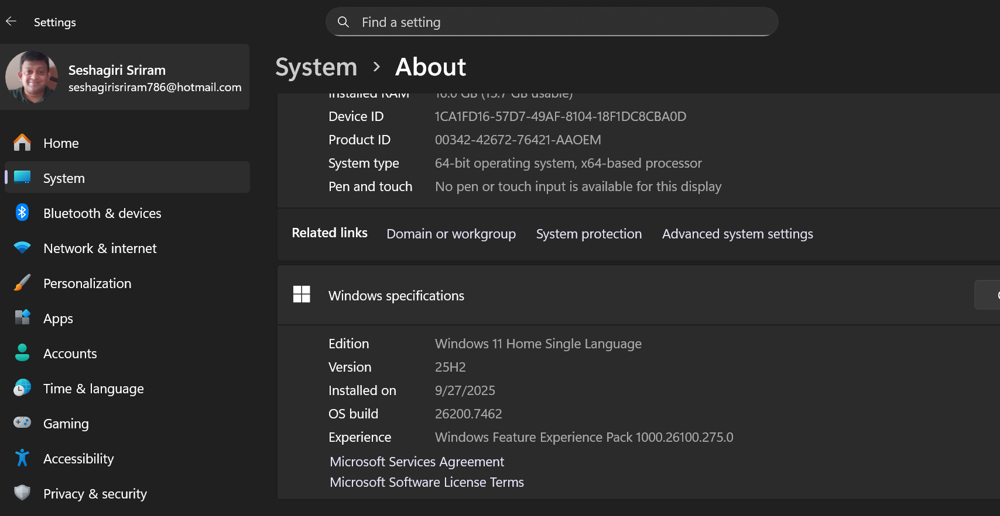 Settings
Find a setting
Seshagiri Sriram
seshagirisriram786@hotmail.com
Home
System
Bluetooth & devices
Network & internet
Personalization
Apps
Accounts
Time & language
Gaming
Accessibility
Privacy & security
System > About
Installed RAM 16.0 GB (15.7 GB usable)
Device ID 1CA1FD16-57D7-49AF-8104-18F1DC8CBA0D
Product ID 00342-42672-76421-AAOEM
System type 64-bit operating system, x64-based processor
Pen and touch No pen or touch input is available for this display
Related links Domain or workgroup System protection Advanced system settings
Windows specifications
Edition Windows 11 Home Single Language
Version 25H2
Installed on 9/27/2025
OS build 26200.7462
Experience Windows Feature Experience Pack 1000.26100.275.0
Microsoft Services Agreement
Microsoft Software License Terms